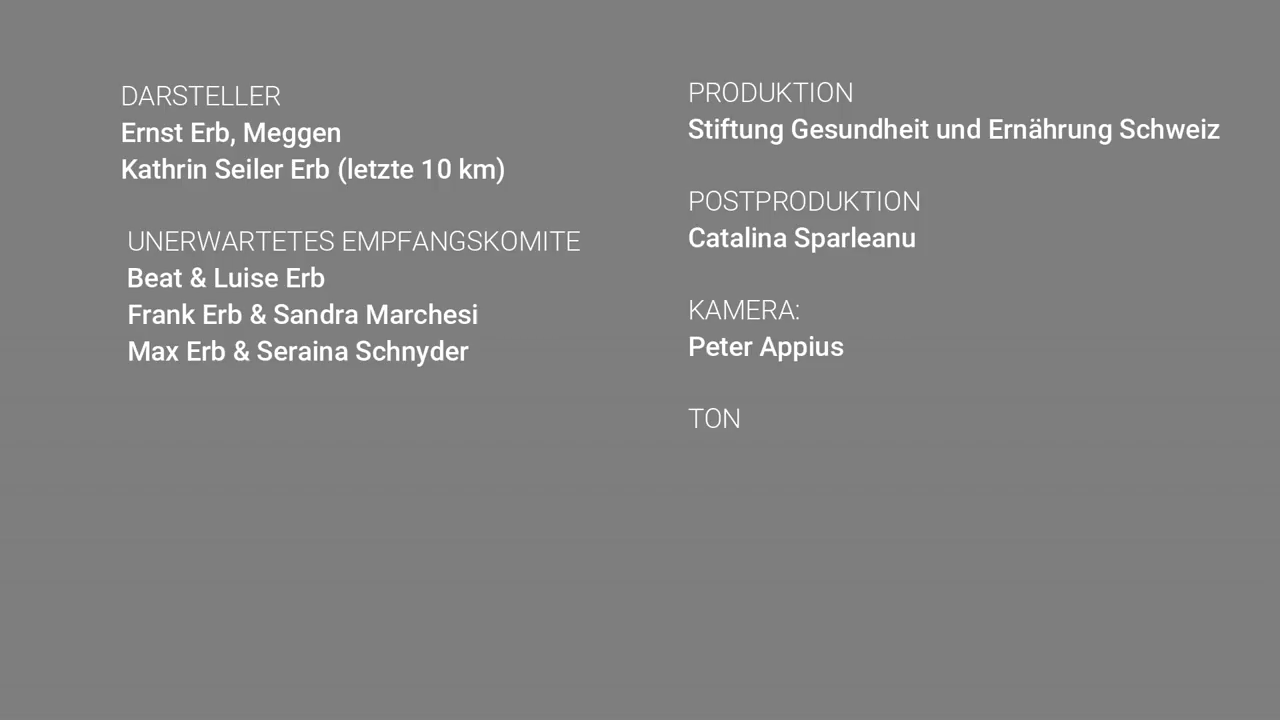 DARSTELLER
Ernst Erb, Meggen
Kathrin Seiler Erb (letzte 10 km)
UNERWARTETES EMPFANGSKOMITE
Beat & Luise Erb
Frank Erb & Sandra Marchesi
Max Erb & Seraina Schnyder
PRODUKTION
Stiftung Gesundheit und Ernährung Schweiz
POSTPRODUKTION
Catalina Sparleanu
KAMERA:
Peter Appius
TON